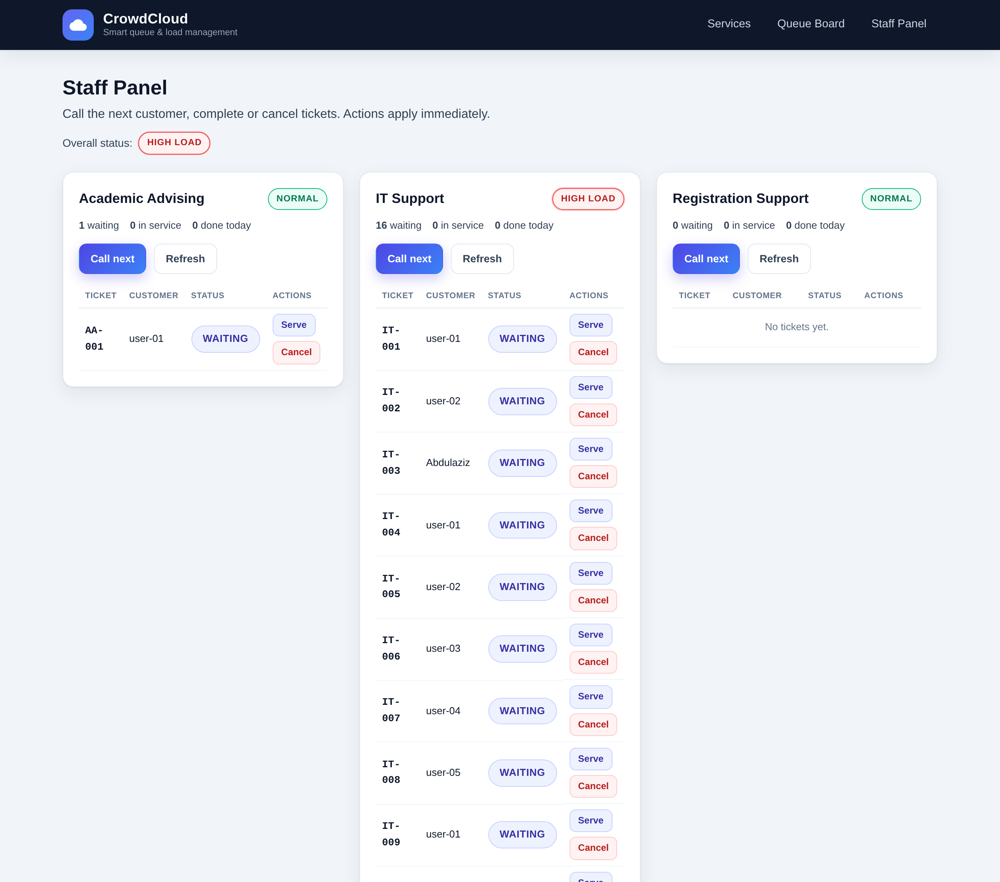 CrowdCloud
Smart queue & load management
Services Queue Board Staff Panel
Staff Panel
Call the next customer, complete or cancel tickets. Actions apply immediately.
Overall status: HIGH LOAD
Academic Advising NORMAL
1 waiting 0 in service 0 done today
Call next Refresh
TICKET CUSTOMER STATUS ACTIONS
AA-
001
user-01 WAITING
Serve
Cancel
IT Support HIGH LOAD
16 waiting 0 in service 0 done today
Call next Refresh
TICKET CUSTOMER STATUS ACTIONS
IT-
001
user-01 WAITING
Serve
Cancel
IT-
002
user-02 WAITING
Serve
Cancel
IT-
003
Abdulaziz WAITING
Serve
Cancel
IT-
004
user-01 WAITING
Serve
Cancel
IT-
005
user-02 WAITING
Serve
Cancel
IT-
006
user-03 WAITING
Serve
Cancel
IT-
007
user-04 WAITING
Serve
Cancel
IT-
008
user-05 WAITING
Serve
Cancel
IT-
009
user-01 WAITING
Serve
Cancel
Serve
Registration Support NORMAL
0 waiting 0 in service 0 done today
Call next Refresh
TICKET CUSTOMER STATUS ACTIONS
No tickets yet.